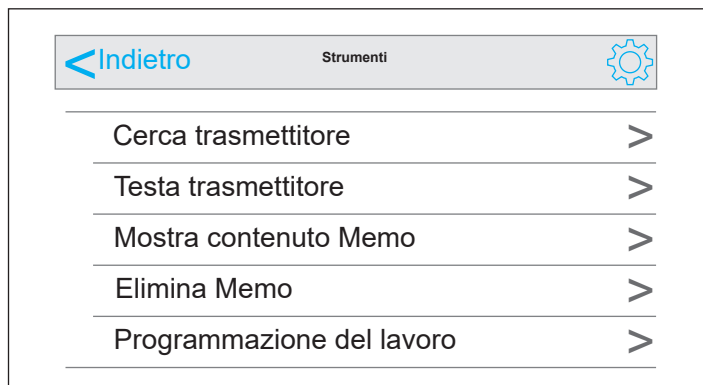 <Indietro Strumenti
Cerca trasmettitore >
Testa trasmettitore >
Mostra contenuto Memo >
Elimina Memo >
Programmazione del lavoro >